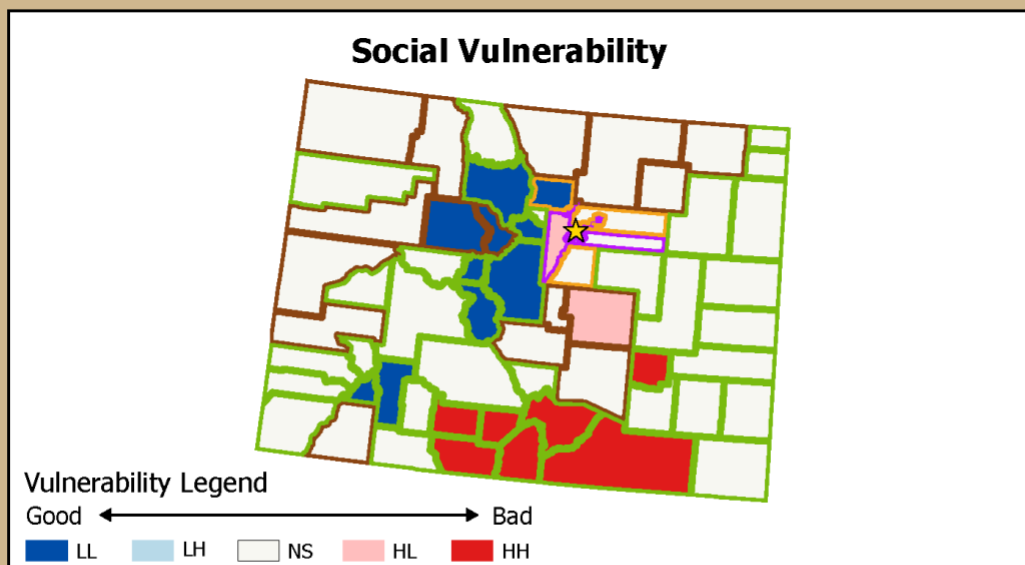 Social Vulnerability
Vulnerability Legend
Good Bad
LL LH NS HL HH